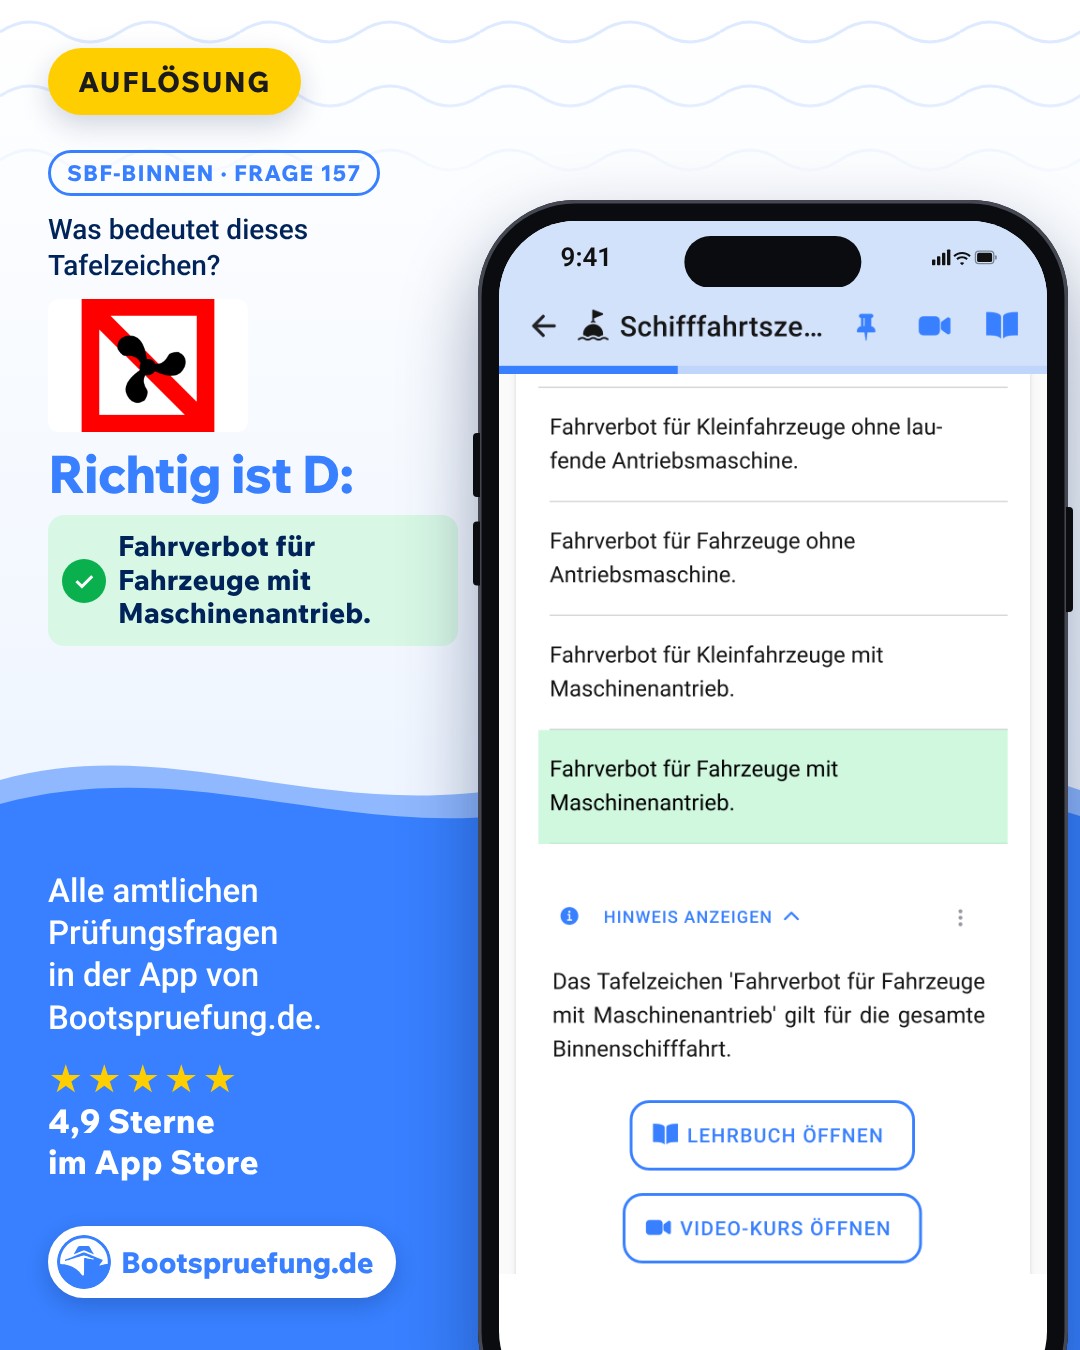 AUFLÖSUNG
SBF-BINNEN · FRAGE 157
Was bedeutet dieses
Tafelzeichen?
Richtig ist D:
Fahrverbot für
Fahrzeuge mit
Maschinenantrieb.
Alle amtlichen
Prüfungsfragen
in der App von
Bootspruefung.de.
4,9 Sterne
im App Store
Bootspruefung.de
9:41
Schifffahrtsze...
Fahrverbot für Kleinfahrzeuge ohne lau-
fende Antriebsmaschine.
Fahrverbot für Fahrzeuge ohne
Antriebsmaschine.
Fahrverbot für Kleinfahrzeuge mit
Maschinenantrieb.
Fahrverbot für Fahrzeuge mit
Maschinenantrieb.
HINWEIS ANZEIGEN
Das Tafelzeichen 'Fahrverbot für Fahrzeuge
mit Maschinenantrieb' gilt für die gesamte
Binnenschifffahrt.
LEHRBUCH ÖFFNEN
VIDEO-KURS ÖFFNEN